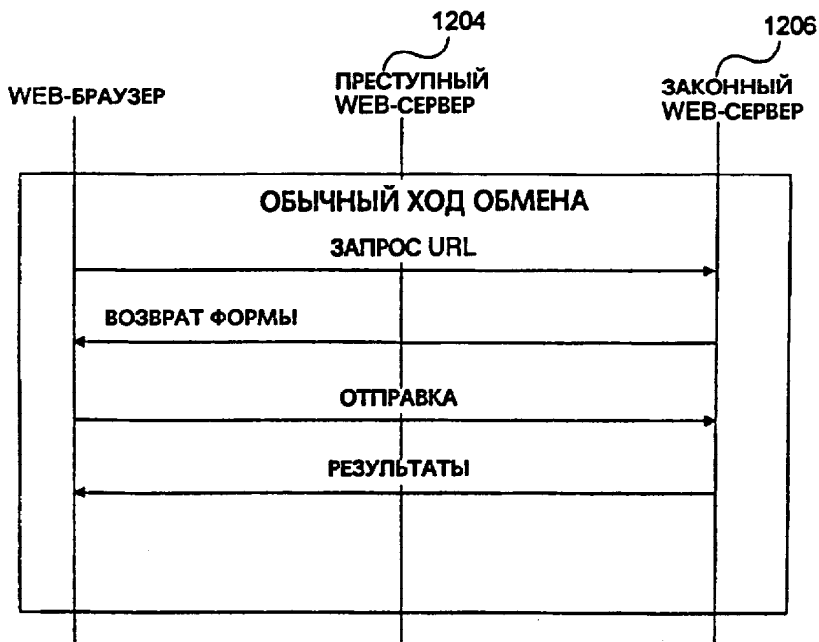 1204
1206
WEB-БРАУЗЕР
ПРЕСТУПНЫЙ
WEB-СЕРВЕР
ЗАКОННЫЙ
WEB-СЕРВЕР
ОБЫЧНЫЙ ХОД ОБМЕНА
ЗАПРОС URL
ВОЗВРАТ ФОРМЫ
ОТПРАВКА
РЕЗУЛЬТАТЫ